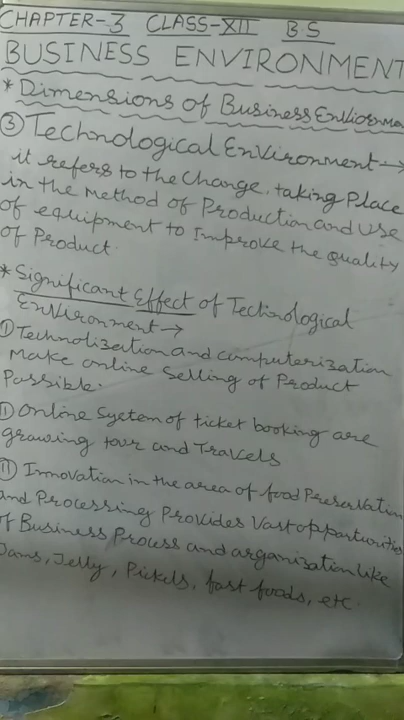 CHAPTER-3 CLASS-XII B.S
BUSINESS ENVIRONMENT
* Dimensions of Business Environme
③ Technological Environment →
it refers to the change, taking Place
in the Method of Production and use
of equipment to Improve the quality
of Product.
* Significant Effect of Technological
Environment →
① Technolization and computerization
Make online selling of Product
Possible.
⑪ Online System of ticket booking are
growing tour and Travels
⑪ Innovation in the area of food Preservation
and Processing Provides Vast opportunities
of Business Process and organization like
Jams, Jelly, Pickels, fast foods, etc.